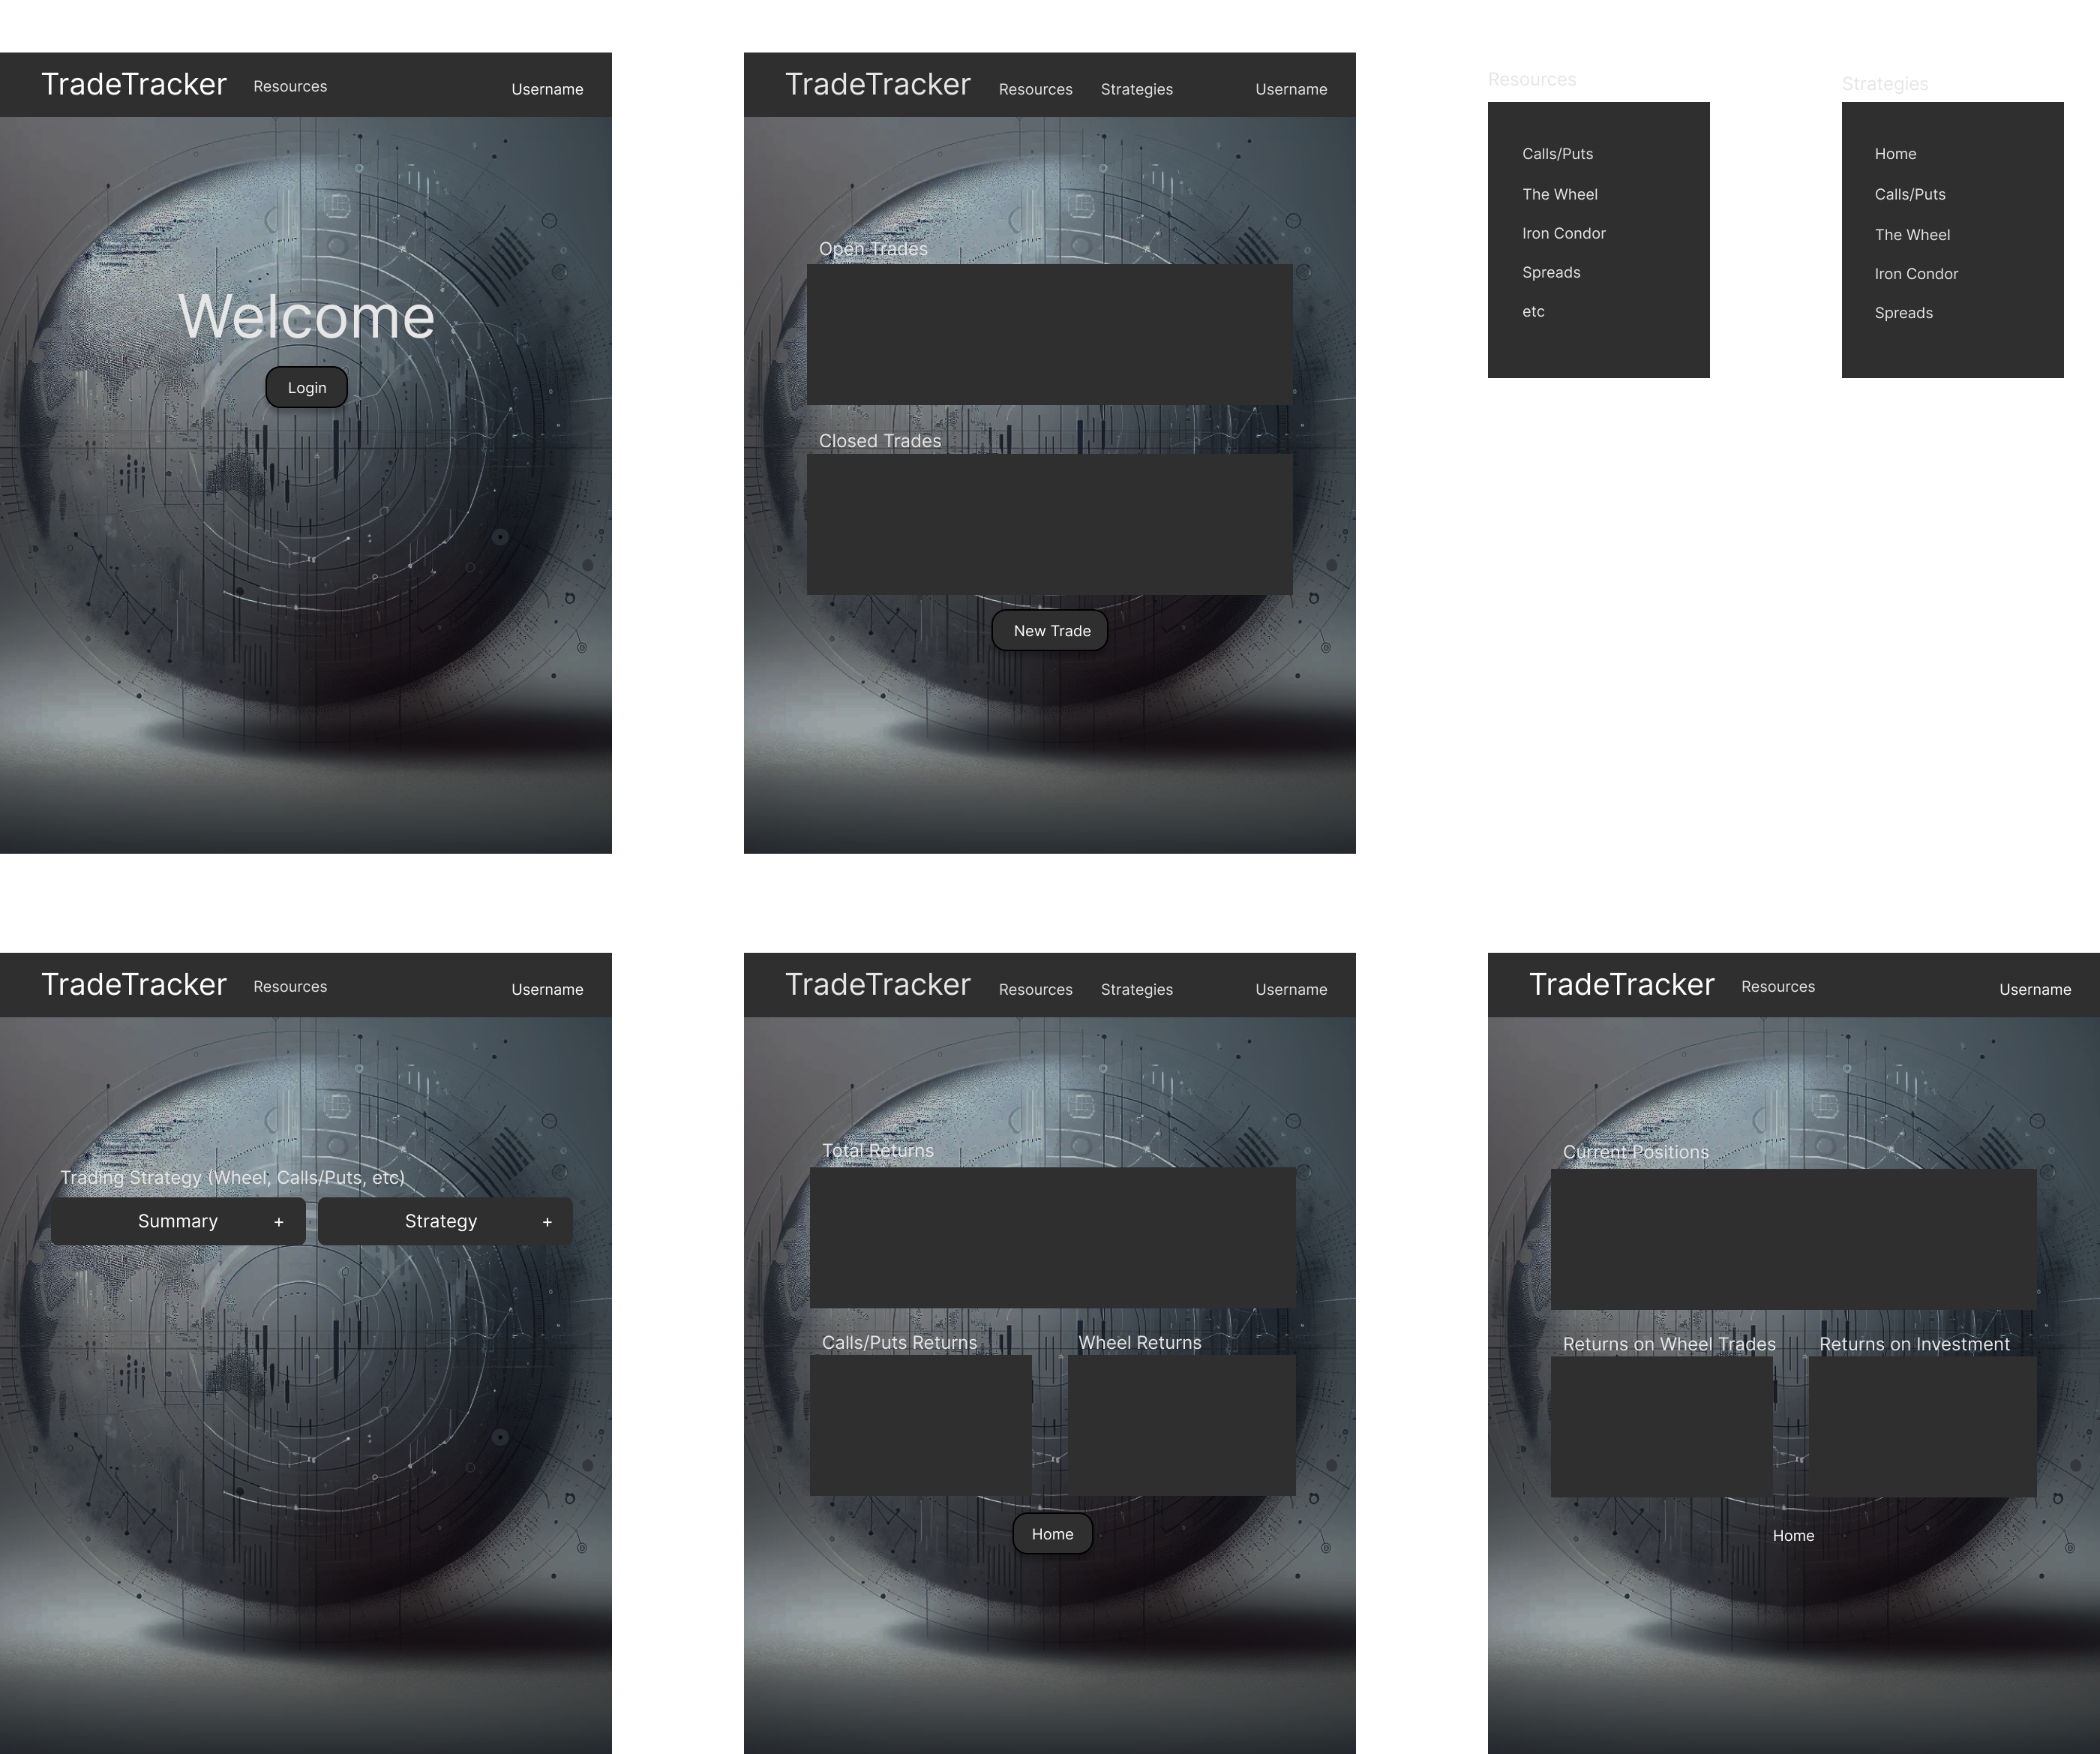 TradeTracker Resources Username
Welcome
Login
TradeTracker Resources Strategies Username
Open Trades
Closed Trades
New Trade
Resources
Calls/Puts
The Wheel
Iron Condor
Spreads
etc
Strategies
Home
Calls/Puts
The Wheel
Iron Condor
Spreads
TradeTracker Resources Username
Trading Strategy (Wheel, Calls/Puts, etc)
Summary + Strategy +
TradeTracker Resources Strategies Username
Total Returns
Calls/Puts Returns Wheel Returns
Home
TradeTracker Resources Username
Current Positions
Returns on Wheel Trades Returns on Investment
Home